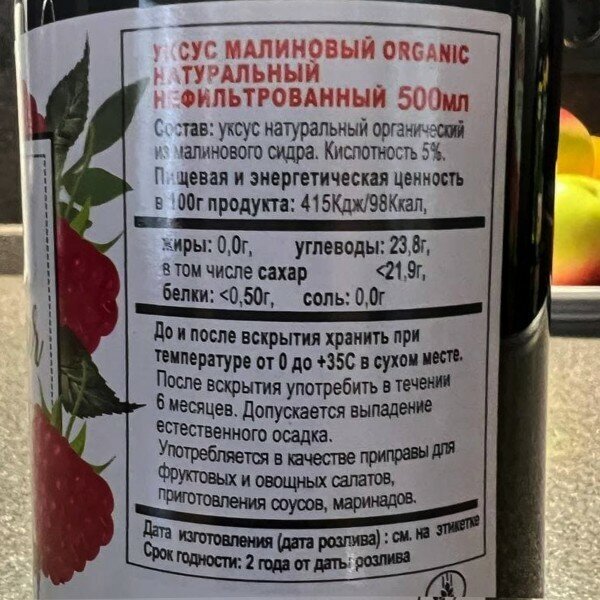 УКСУС МАЛИНОВЫЙ ORGANIC
НАТУРАЛЬНЫЙ
НЕФИЛЬТРОВАННЫЙ 500мл
Состав: уксус натуральный органический
из малинового сидра. Кислотность 5%.
Пищевая и энергетическая ценность
в 100г продукта: 415Кдж/98Ккал,
жиры: 0,0г, углеводы: 23,8г,
в том числе сахар <21,9г,
белки: <0,50г, соль: 0,0г
До и после вскрытия хранить при
температуре от 0 до +35С в сухом месте.
После вскрытия употребить в течении
6 месяцев. Допускается выпадение
естественного осадка.
Употребляется в качестве приправы для
фруктовых и овощных салатов,
приготовления соусов, маринадов.
Дата изготовления (дата розлива) : см. на этикетке
Срок годности: 2 года от даты розлива